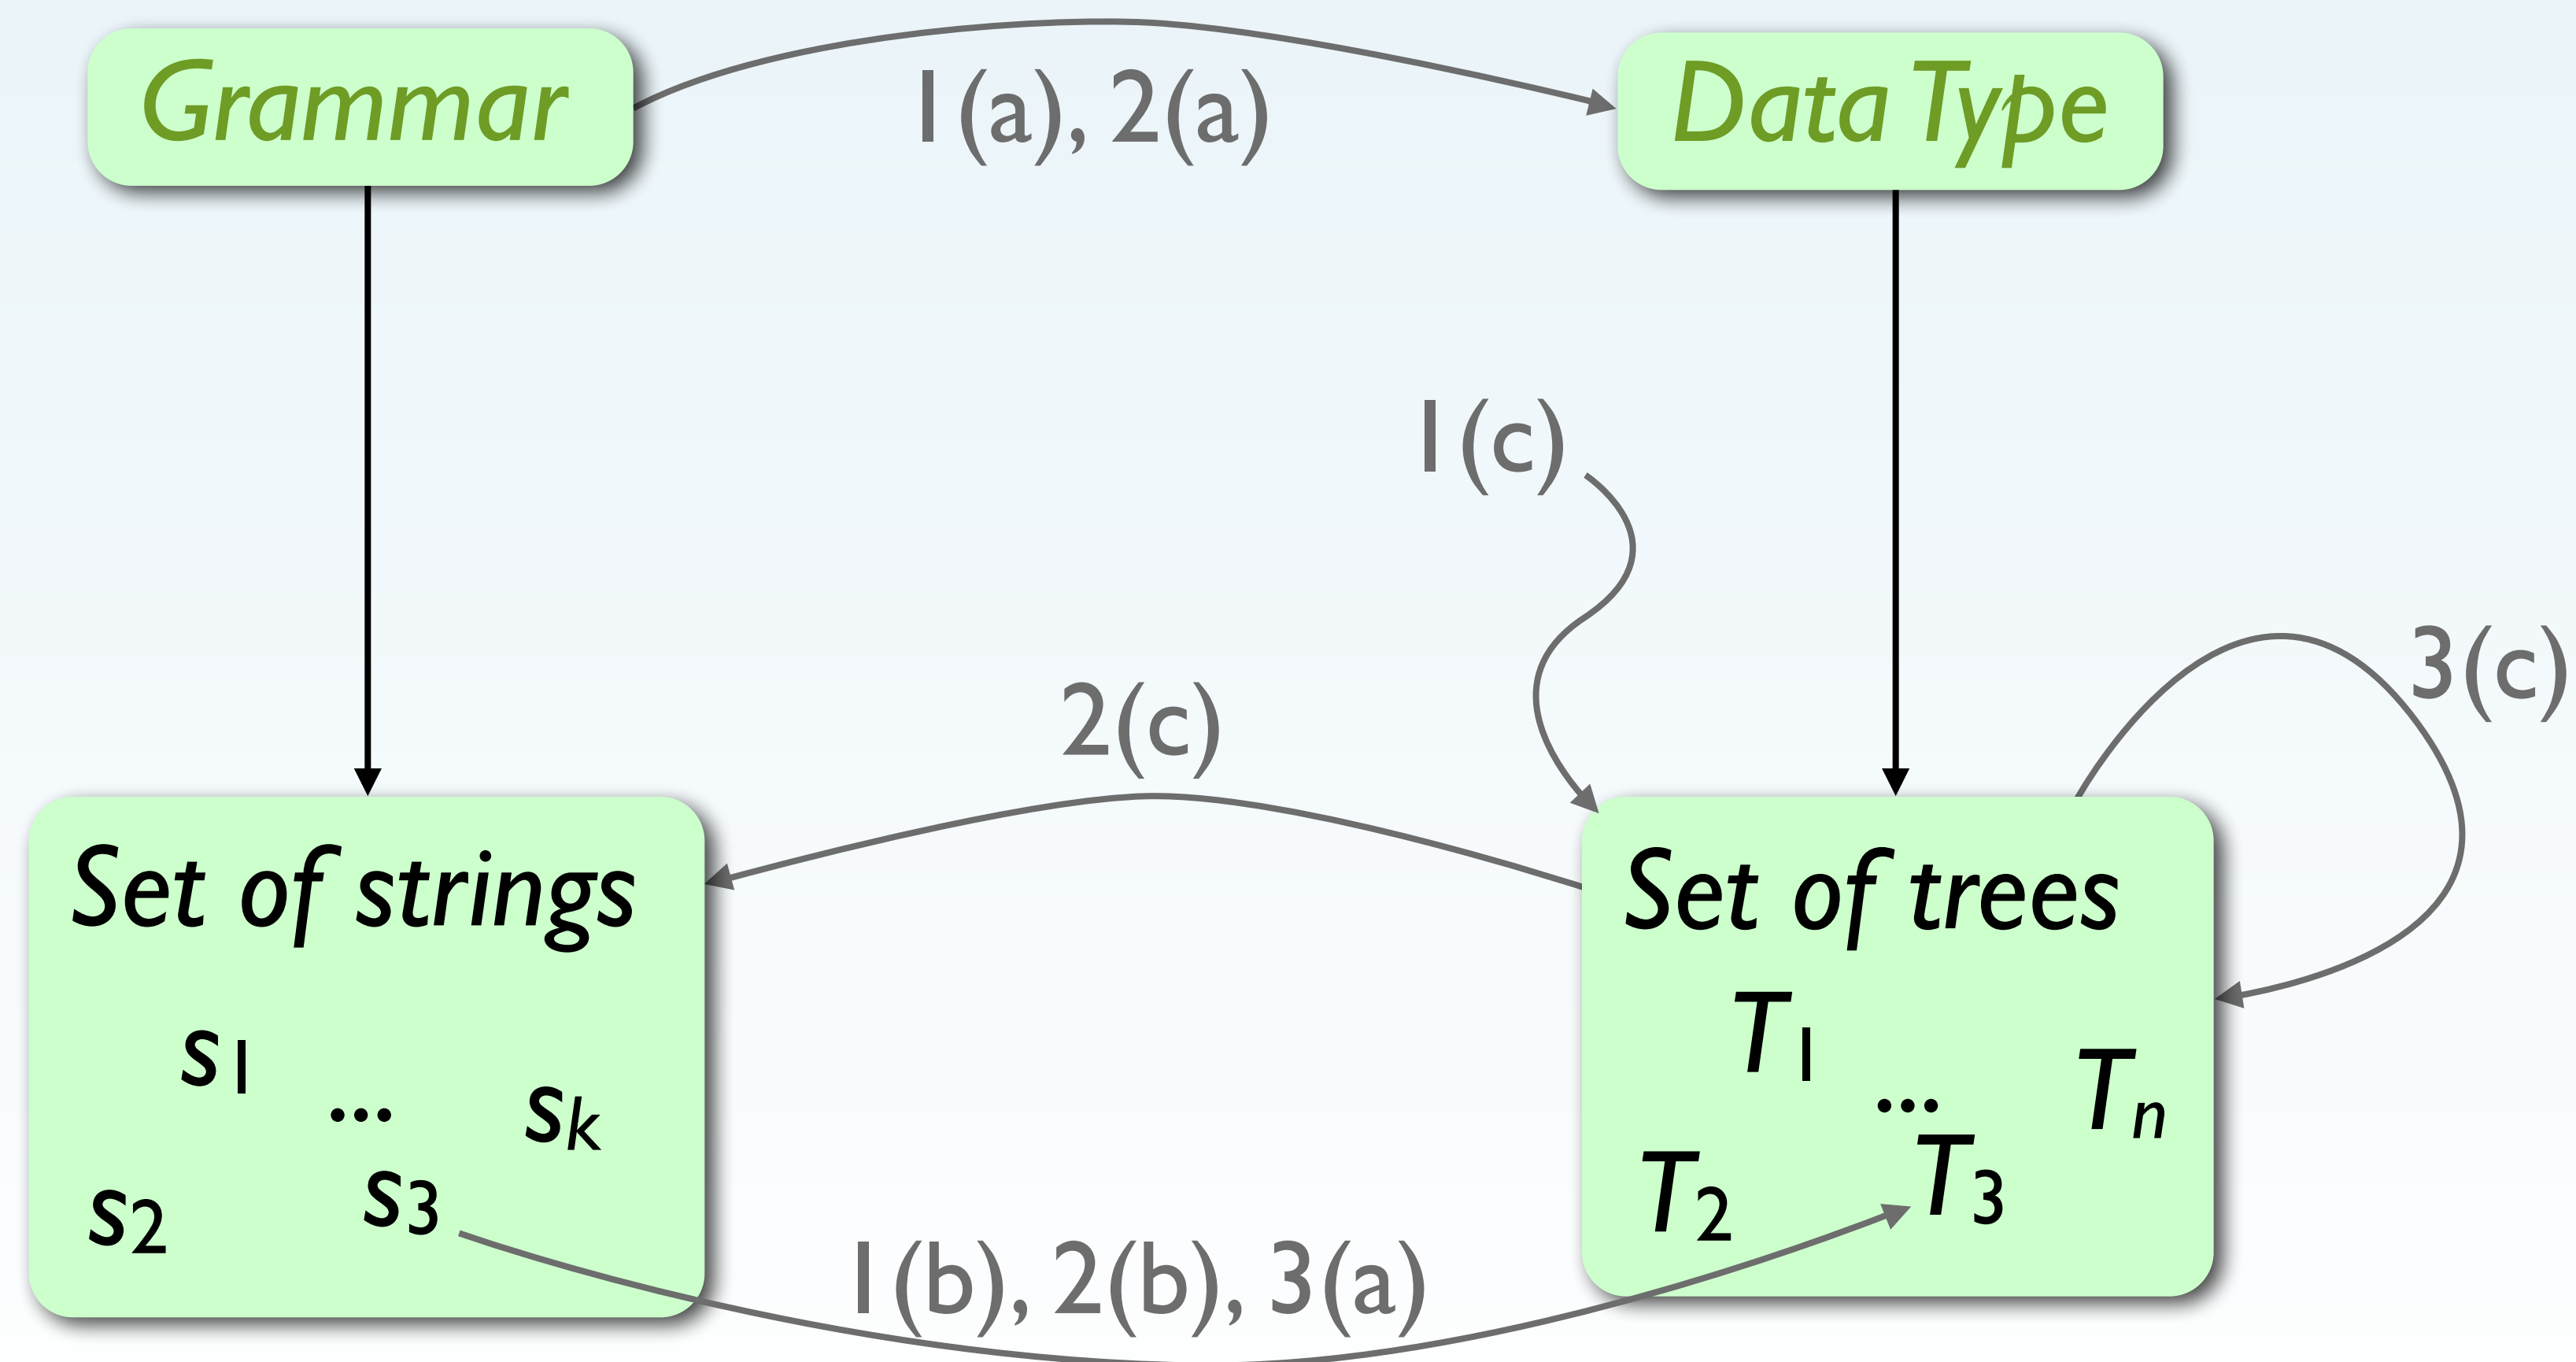 Grammar
1(a), 2(a)
Data Type
1(c)
3(c)
2(c)
Set of strings
s1
...
sk
s2
s3
Set of trees
T1
...
Tn
T2
T3
1(b), 2(b), 3(a)